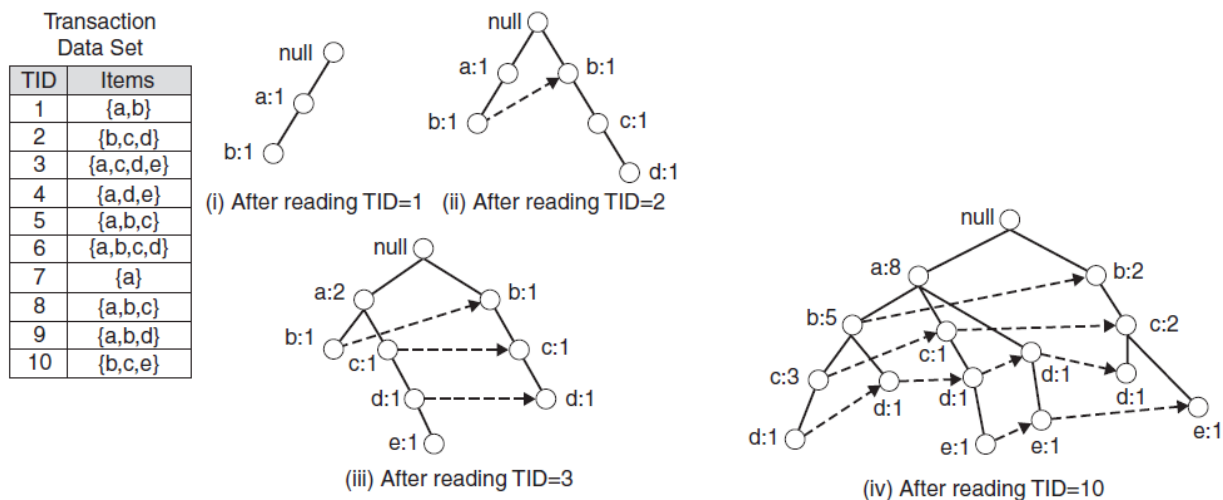 Transaction
Data Set
TID Items
1 {a,b}
2 {b,c,d}
3 {a,c,d,e}
4 {a,d,e}
5 {a,b,c}
6 {a,b,c,d}
7 {a}
8 {a,b,c}
9 {a,b,d}
10 {b,c,e}
null
a:1
b:1
(i) After reading TID=1
null
a:1 b:1
b:1 c:1
d:1
(ii) After reading TID=2
null
a:2 b:1
b:1 c:1 c:1
d:1 d:1
e:1
(iii) After reading TID=3
null
a:8 b:2
b:5 c:1 c:2
c:3 d:1 d:1 d:1 d:1
d:1 e:1 e:1 e:1
(iv) After reading TID=10